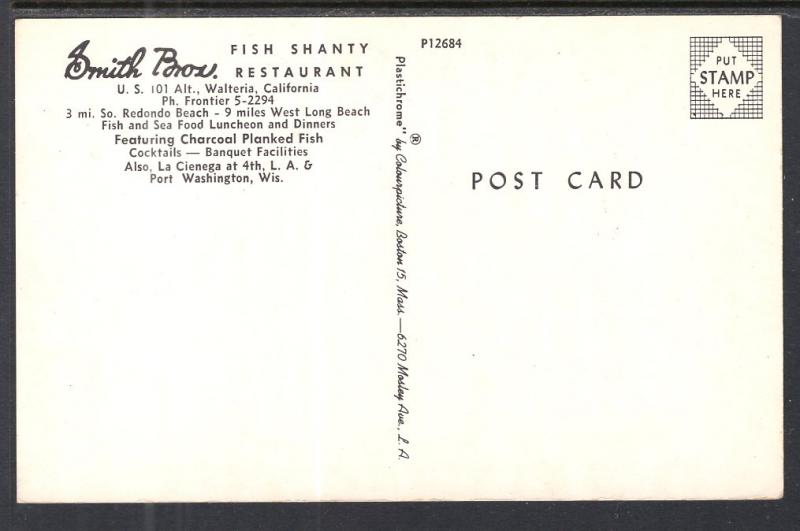 Smith Bros. FISH SHANTY
RESTAURANT
U. S. 101 Alt., Walteria, California
Ph. Frontier 5-2294
3 mi. So. Redondo Beach - 9 miles West Long Beach
Fish and Sea Food Luncheon and Dinners
Featuring Charcoal Planked Fish
Cocktails — Banquet Facilities
Also, La Cienega at 4th, L. A. &
Port Washington, Wis.
P12684
Plastichrome" ® by Colourpicture, Boston 15, Mass. — 6270 Mosley Ave., L. A.
PUT
STAMP
HERE
POST CARD